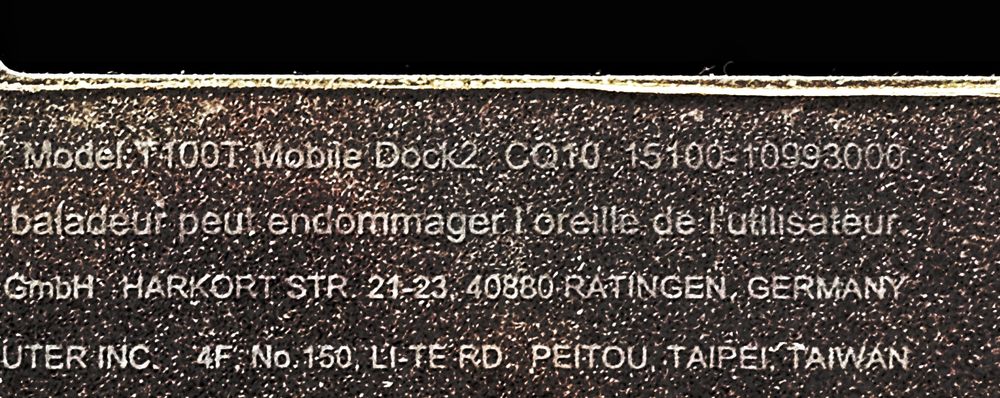 Model:T100T Mobile Dock2 CQ10 15100-10993000
baladeur peut endommager l'oreille de l'utilisateur
GmbH HARKORT STR. 21-23, 40880 RATINGEN, GERMANY
UTER INC. 4F, No.150, LI-TE RD., PEITOU, TAIPEI, TAIWAN